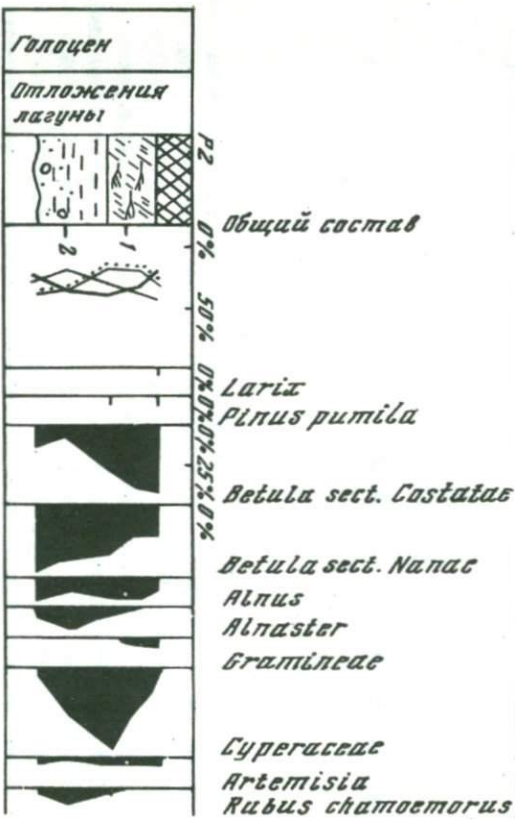 Голоцен
Отложения
лагуны
Р2
1
2
0%
Общий состав
50%
0%
Larix
0%
Pinus pumila
0%
25%
Betula sect. Costatae
0%
Betula sect. Nanae
Alnus
Alnaster
Gramineae
Cyperaceae
Artemisia
Rubus chamoemorus